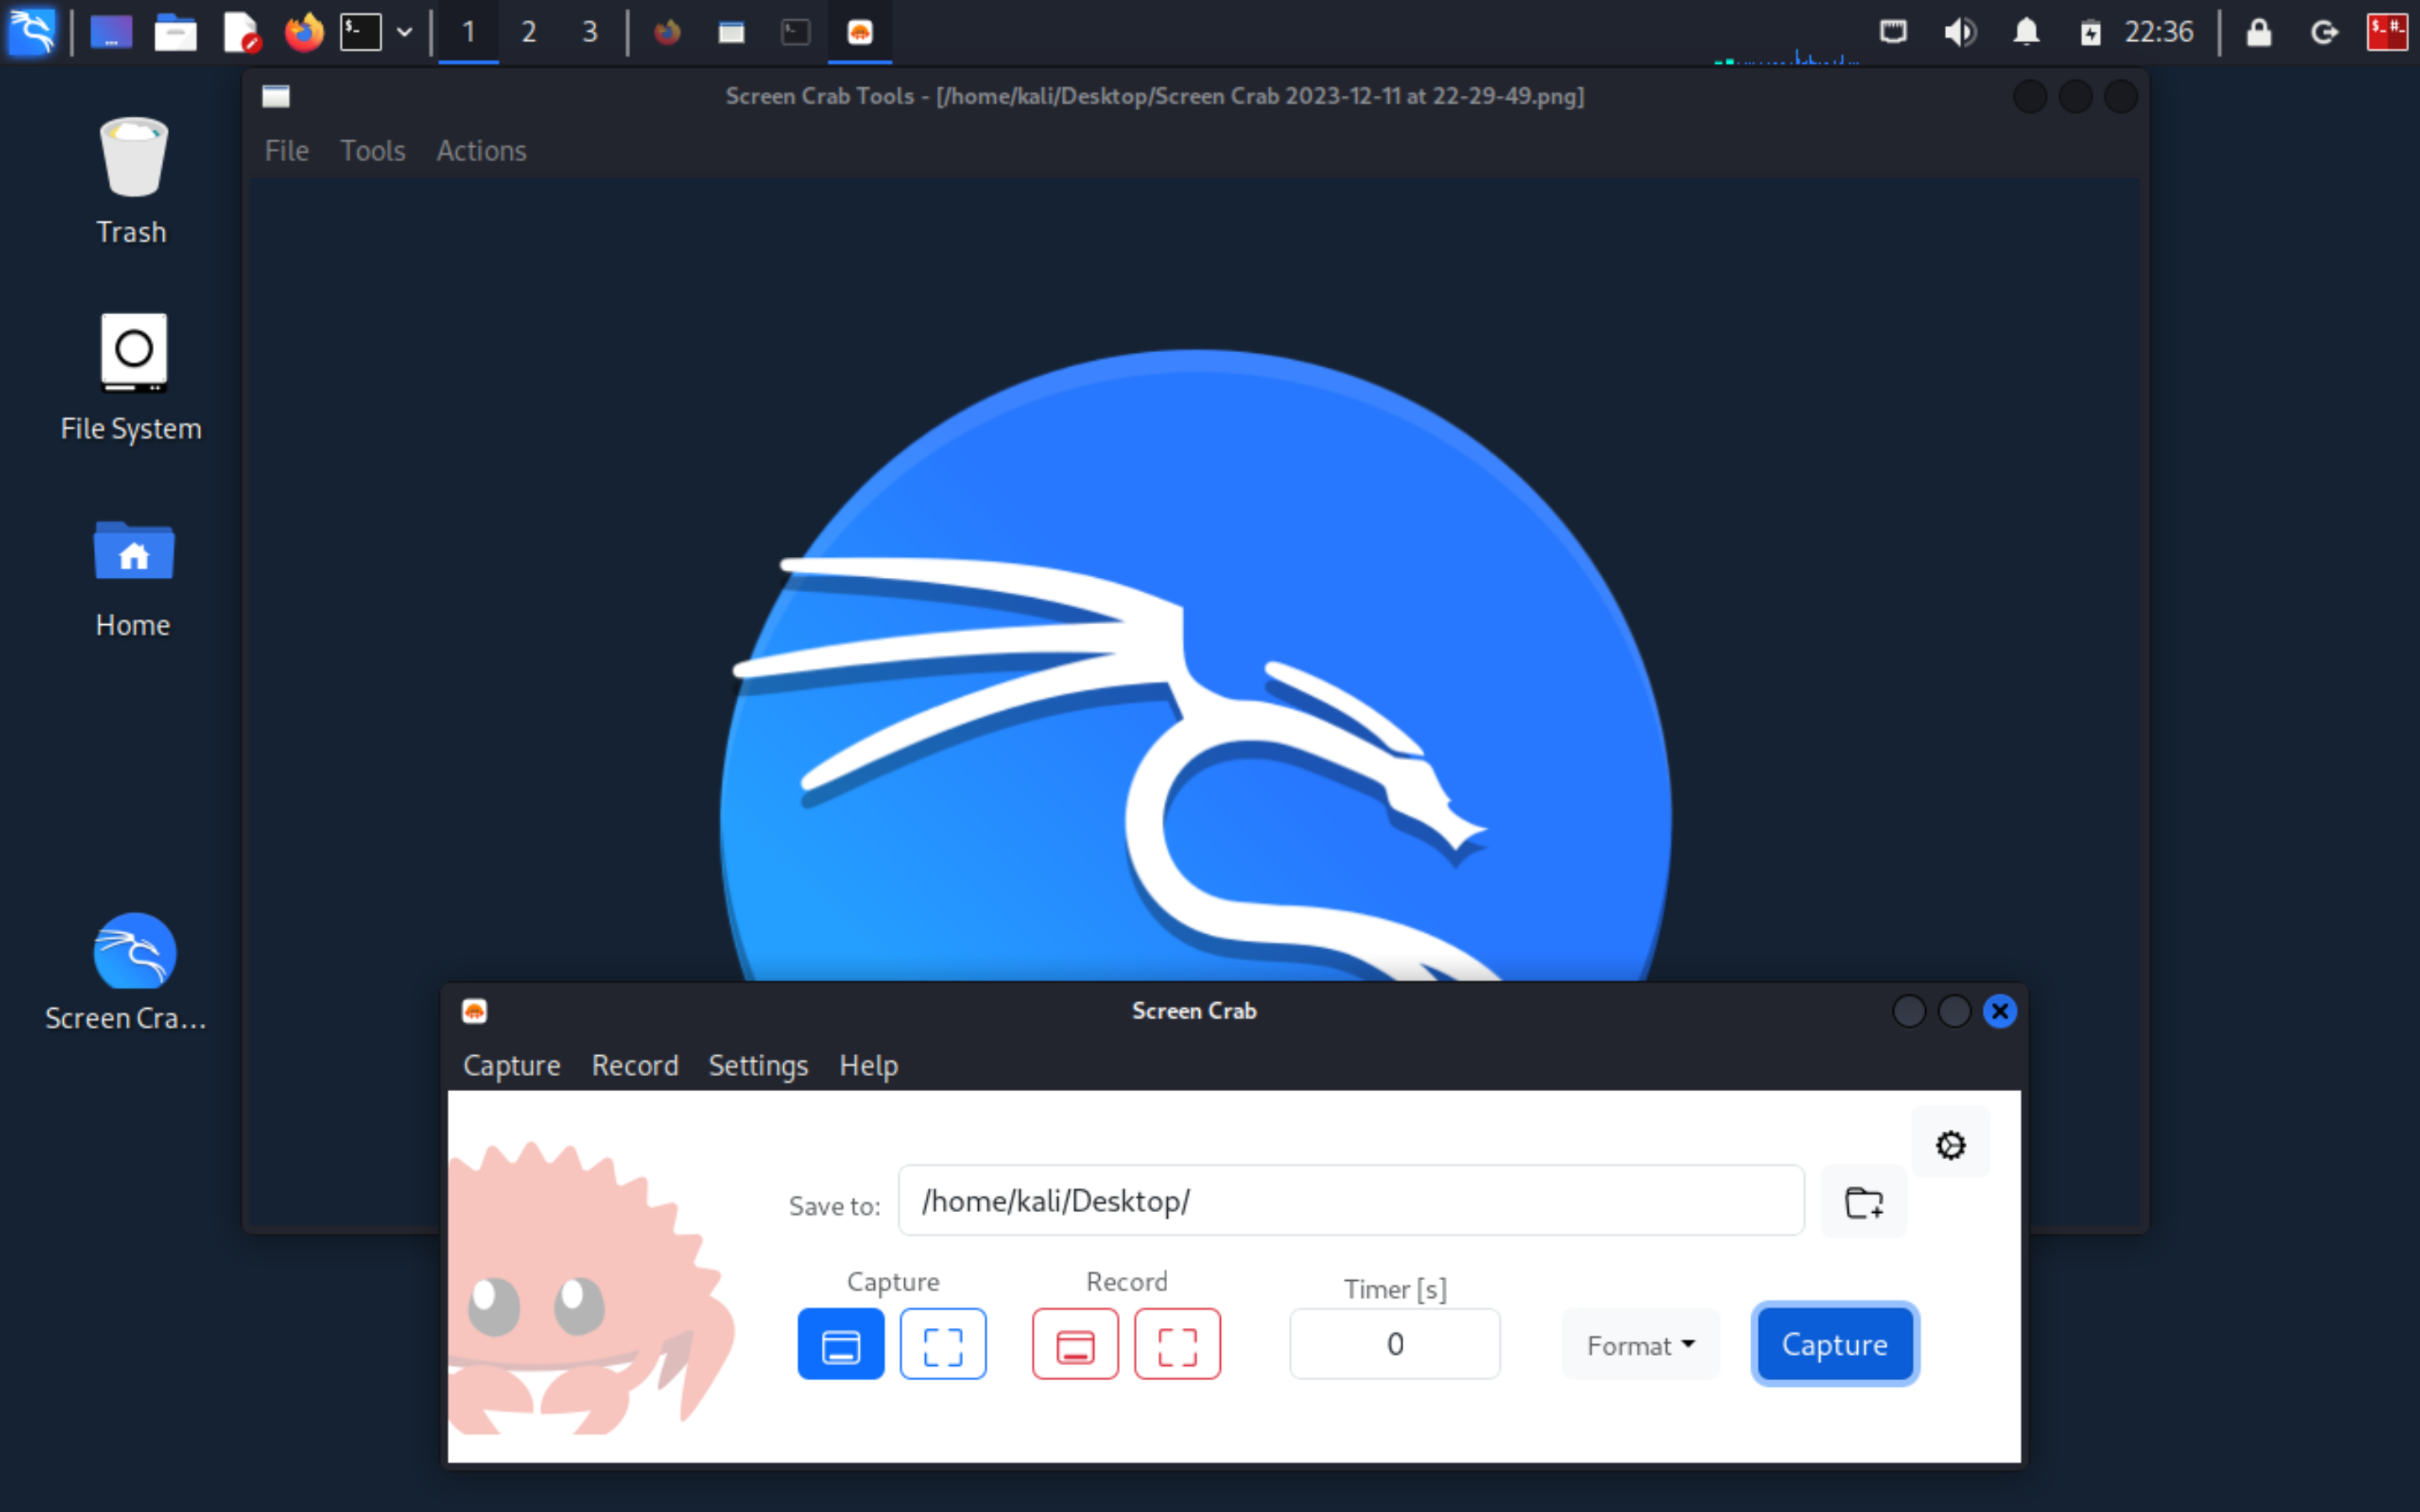 1 2 3 22:36
Screen Crab Tools - [/home/kali/Desktop/Screen Crab 2023-12-11 at 22-29-49.png]
File Tools Actions
Trash
File System
Home
Screen Cra...
Screen Crab
Capture Record Settings Help
Save to: /home/kali/Desktop/
Capture Record Timer [s]
0 Format Capture